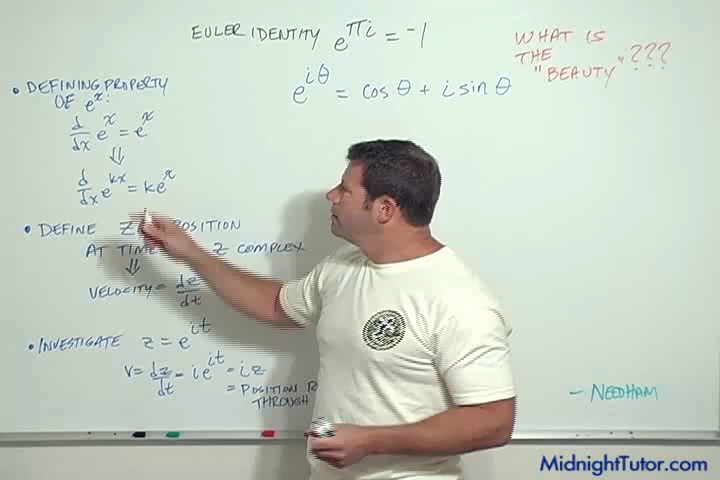 EULER IDENTITY e^πi = -1
e^iθ = cos θ + i sin θ
WHAT IS
THE
"BEAUTY" ???
• DEFINING PROPERTY
OF e^x:
d/dx e^x = e^x
⇓
d/dx e^kx = ke^x
• DEFINE Z POSITION
AT TIME Z COMPLEX
⇓
VELOCITY = dz/dt
• INVESTIGATE z = e^it
V = dz/dt = ie^it = iz
= POSITION
THROUGH
- NEEDHAM
MidnightTutor.com